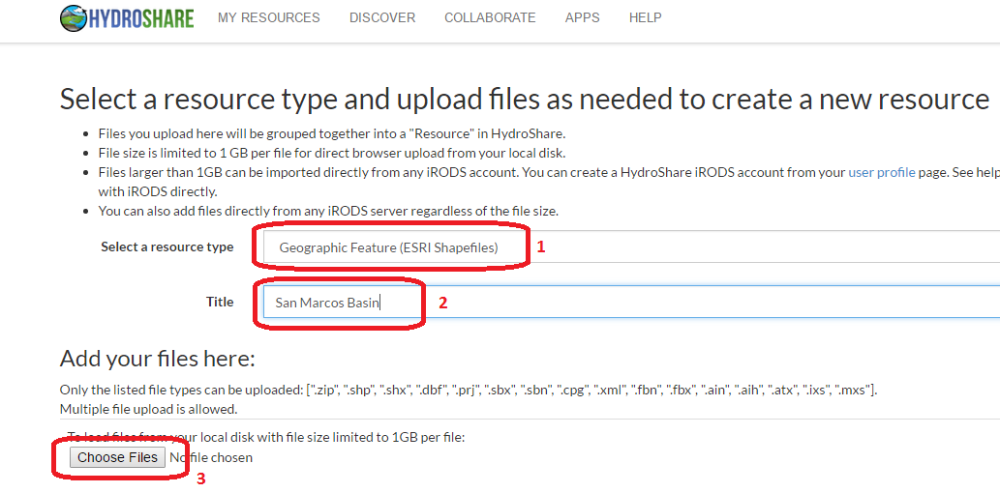 HYDROSHARE MY RESOURCES DISCOVER COLLABORATE APPS HELP
Select a resource type and upload files as needed to create a new resource
Files you upload here will be grouped together into a "Resource" in HydroShare.
File size is limited to 1 GB per file for direct browser upload from your local disk.
Files larger than 1GB can be imported directly from any iRODS account. You can create a HydroShare iRODS account from your user profile page. See help
with iRODS directly.
You can also add files directly from any iRODS server regardless of the file size.
Select a resource type Geographic Feature (ESRI Shapefiles) 1
Title San Marcos Basin 2
Add your files here:
Only the listed file types can be uploaded: [".zip", ".shp", ".shx", ".dbf", ".prj", ".sbx", ".sbn", ".cpg", ".xml", ".fbn", ".fbx", ".ain", ".aih", ".atx", ".ixs", ".mxs"].
Multiple file upload is allowed.
To load files from your local disk with file size limited to 1GB per file:
Choose Files No file chosen
3